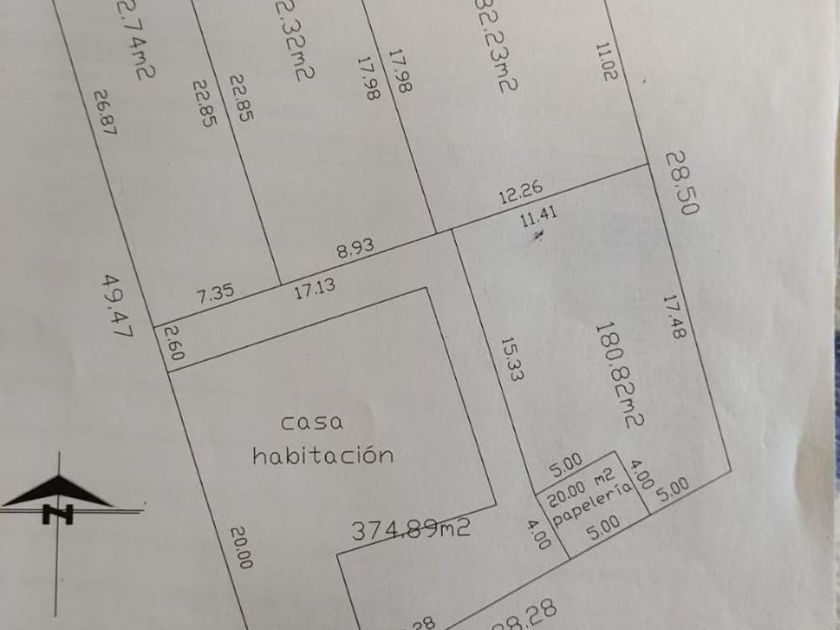 2.74m2
2.32m2
32.23m2
26.87
22.85
22.85
17.98
17.98
11.02
28.50
12.26
11.41
8.93
7.35
17.13
2.60
49.47
17.48
180.82m2
15.33
casa
habitación
374.89m2
20.00
5.00
20.00 m2
papelería
4.00
4.00
5.00
5.00
N
28
28.28